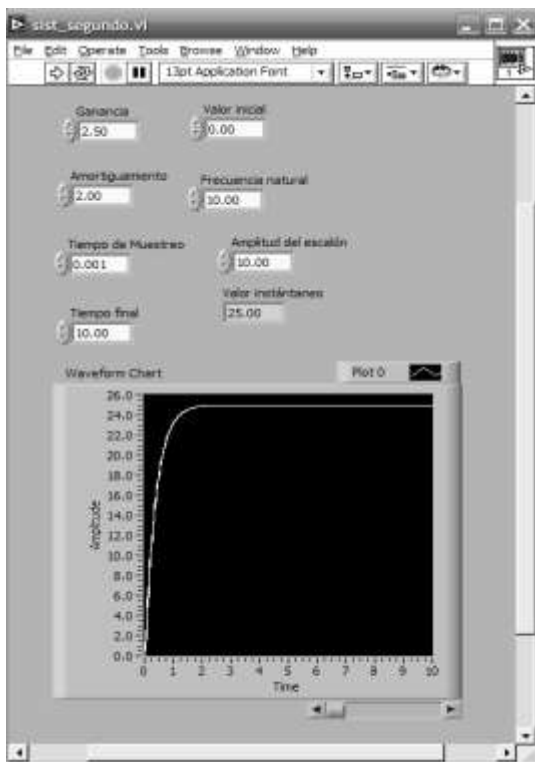 sist_segundo.vi
File Edit Operate Tools Browse Window Help
13pt Application Font
1
Ganancia
2.50
Valor inicial
0.00
Amortiguamento
2.00
Frecuencia natural
10.00
Tiempo de Muestreo
0.001
Amplitud del escalón
10.00
Tiempo final
10.00
Valor instántaneo
25.00
Waveform Chart
Plot 0
Amplitude
26.0
24.0
22.0
20.0
18.0
16.0
14.0
12.0
10.0
8.0
6.0
4.0
2.0
0.0
0 1 2 3 4 5 6 7 8 9 10
Time